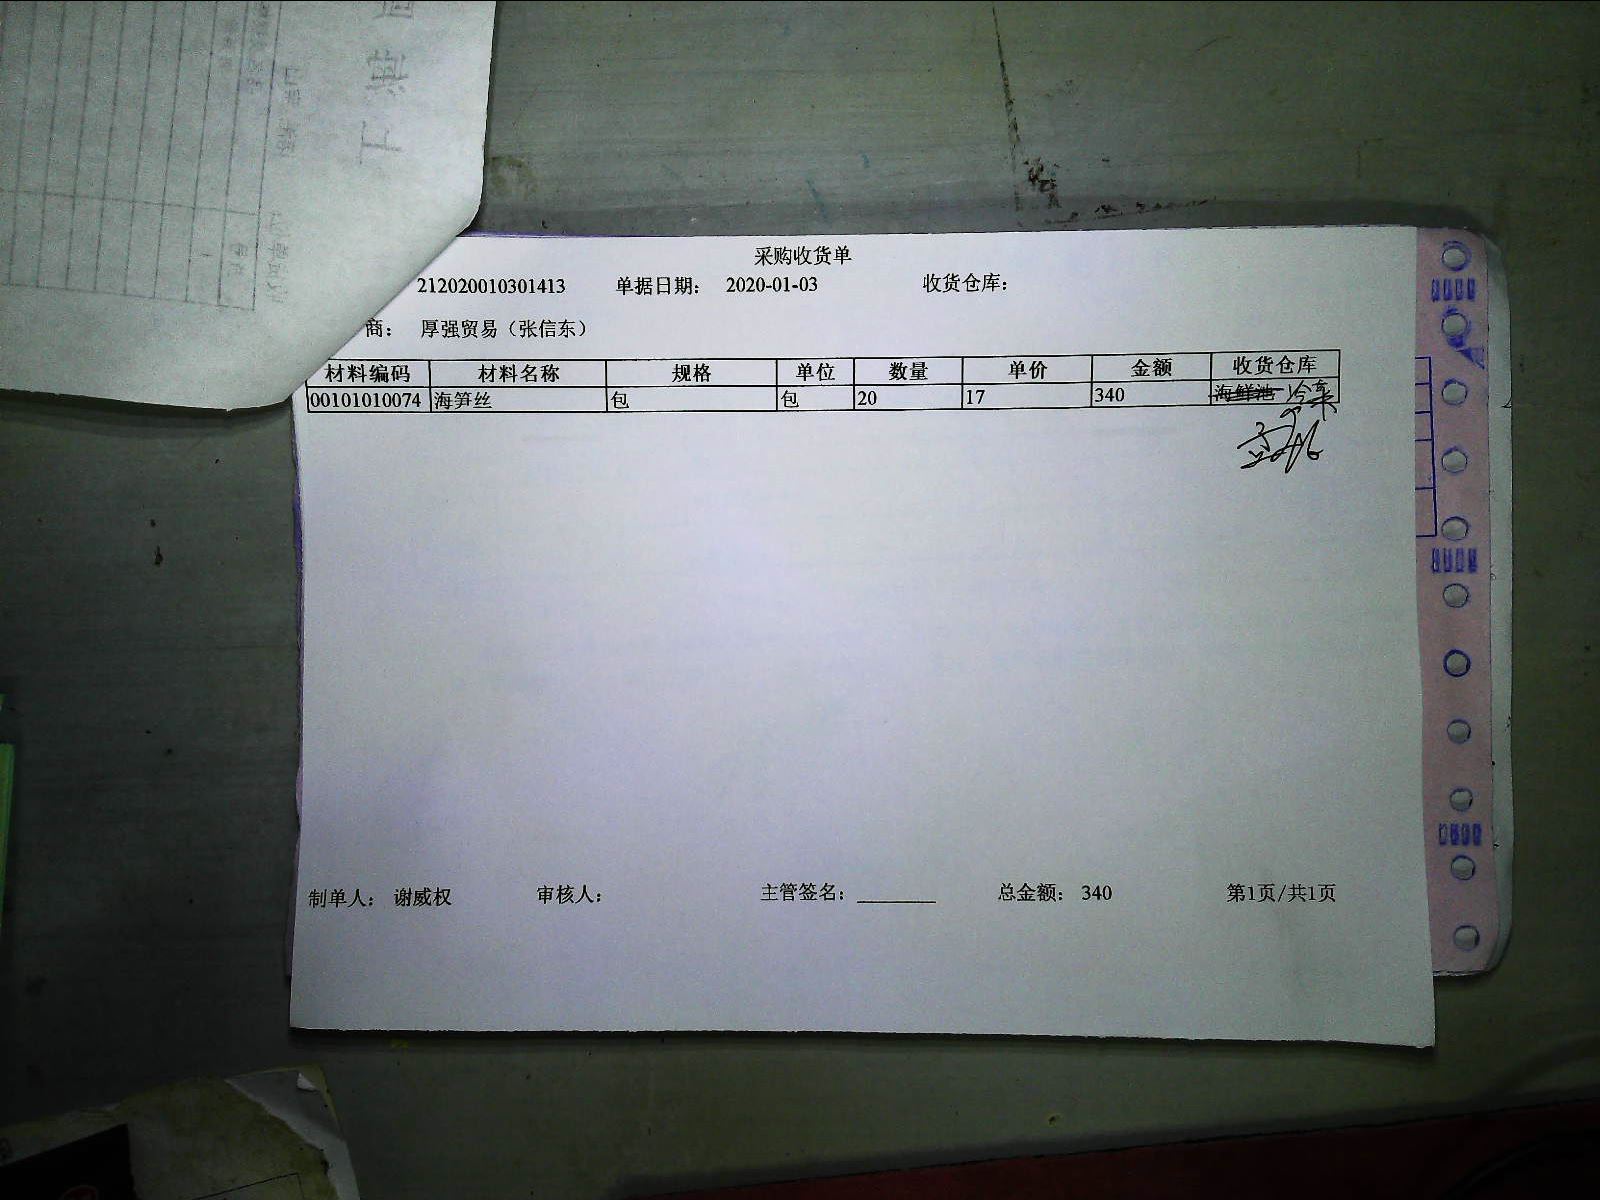 采购收货单
212020010301413 单据日期: 2020-01-03 收货仓库:
商: 厚强贸易（张信东）
材料编码 材料名称 规格 单位 数量 单价 金额 收货仓库
00101010074 海笋丝 包 包 20 17 340 海鲜池 冷菜
制单人: 谢威权 审核人: 主管签名: ________ 总金额: 340 第1页/共1页